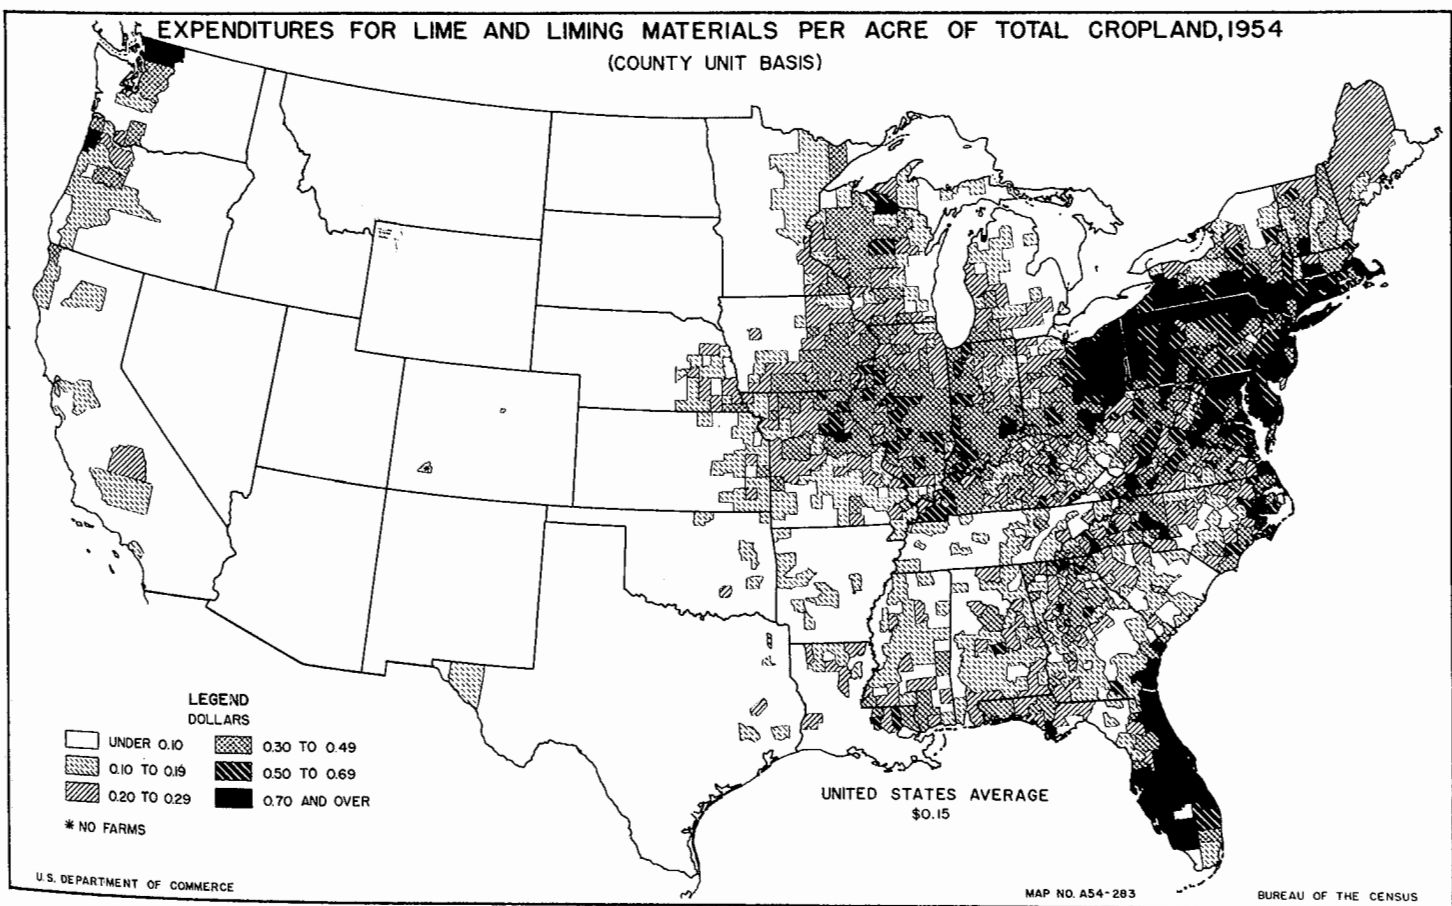 EXPENDITURES FOR LIME AND LIMING MATERIALS PER ACRE OF TOTAL CROPLAND, 1954
(COUNTY UNIT BASIS)
LEGEND
DOLLARS
UNDER 0.10
0.10 TO 0.19
0.20 TO 0.29
0.30 TO 0.49
0.50 TO 0.69
0.70 AND OVER
* NO FARMS
UNITED STATES AVERAGE
$0.15
U.S. DEPARTMENT OF COMMERCE
MAP NO. A54-283
BUREAU OF THE CENSUS